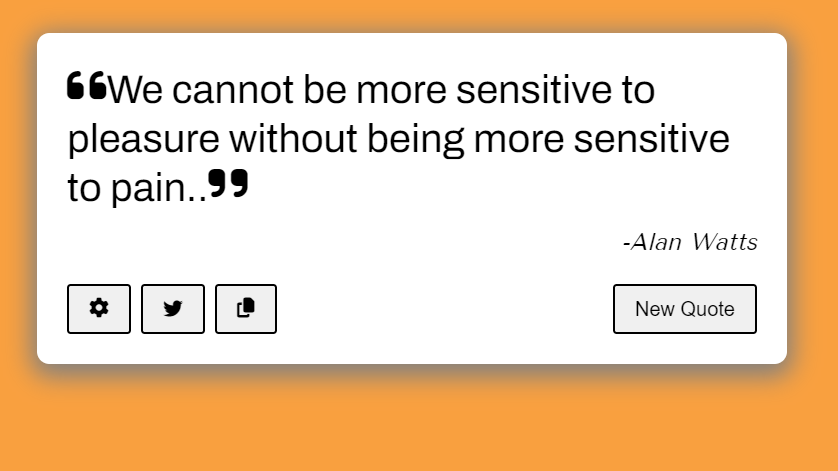 ❝We cannot be more sensitive to
pleasure without being more sensitive
to pain..❞
-Alan Watts
New Quote